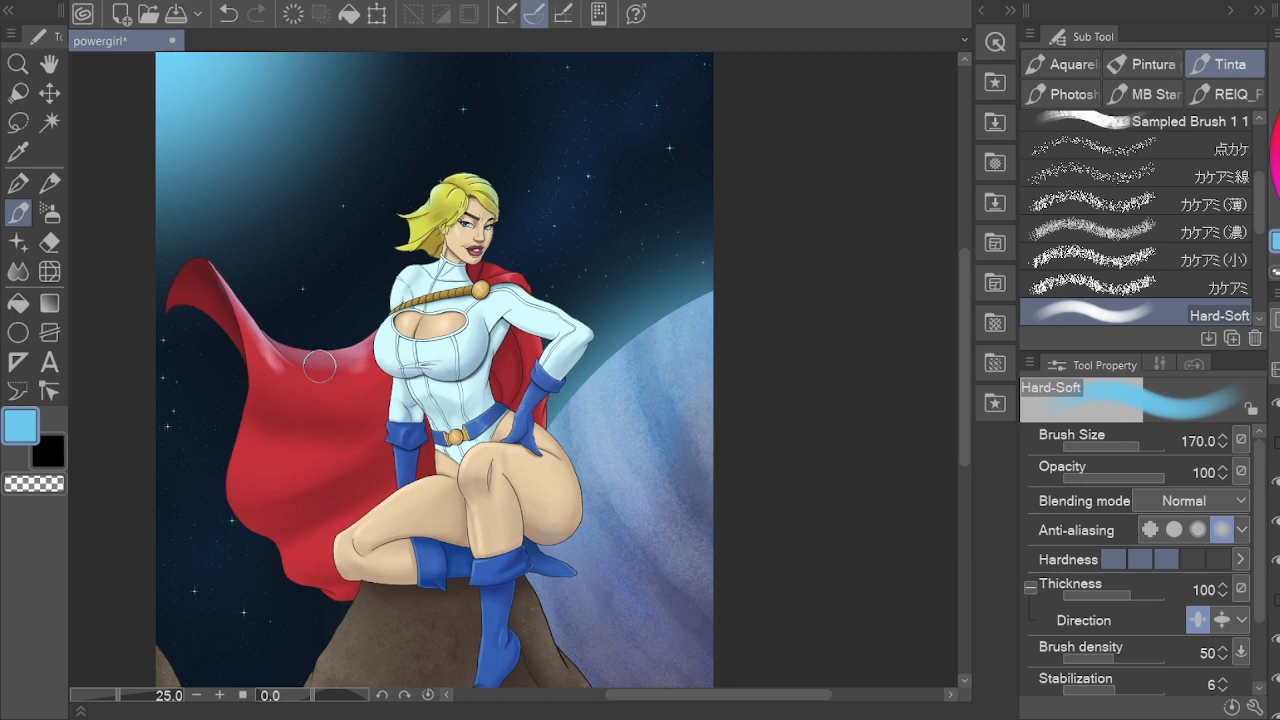 To
powergirl*
Sub Tool
Aquarel
Pintura
Tinta
Photosh
MB Star
REIQ_P
Sampled Brush 1 1
点カケ
カケアミ線
カケアミ(薄)
カケアミ(濃)
カケアミ(小)
カケアミ
Hard-Soft
Tool Property
Hard-Soft
Brush Size 170.0
Opacity 100
Blending mode Normal
Anti-aliasing
Hardness
Thickness 100
Direction
Brush density 50
Stabilization 6
25.0
0.0